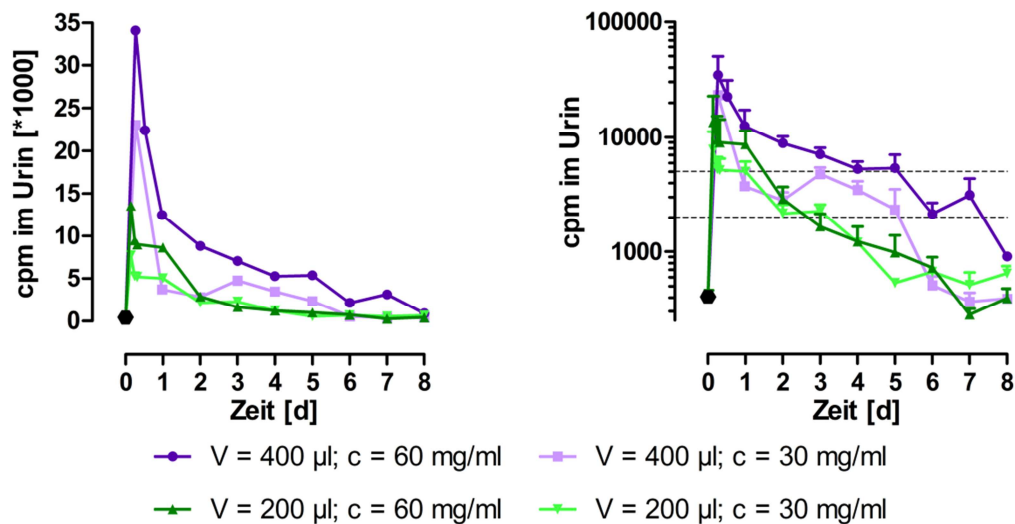 cpm im Urin [*1000]
35
30
25
20
15
10
5
0
0 1 2 3 4 5 6 7 8
Zeit [d]
cpm im Urin
100000
10000
1000
0 1 2 3 4 5 6 7 8
Zeit [d]
V = 400 µl; c = 60 mg/ml
V = 400 µl; c = 30 mg/ml
V = 200 µl; c = 60 mg/ml
V = 200 µl; c = 30 mg/ml